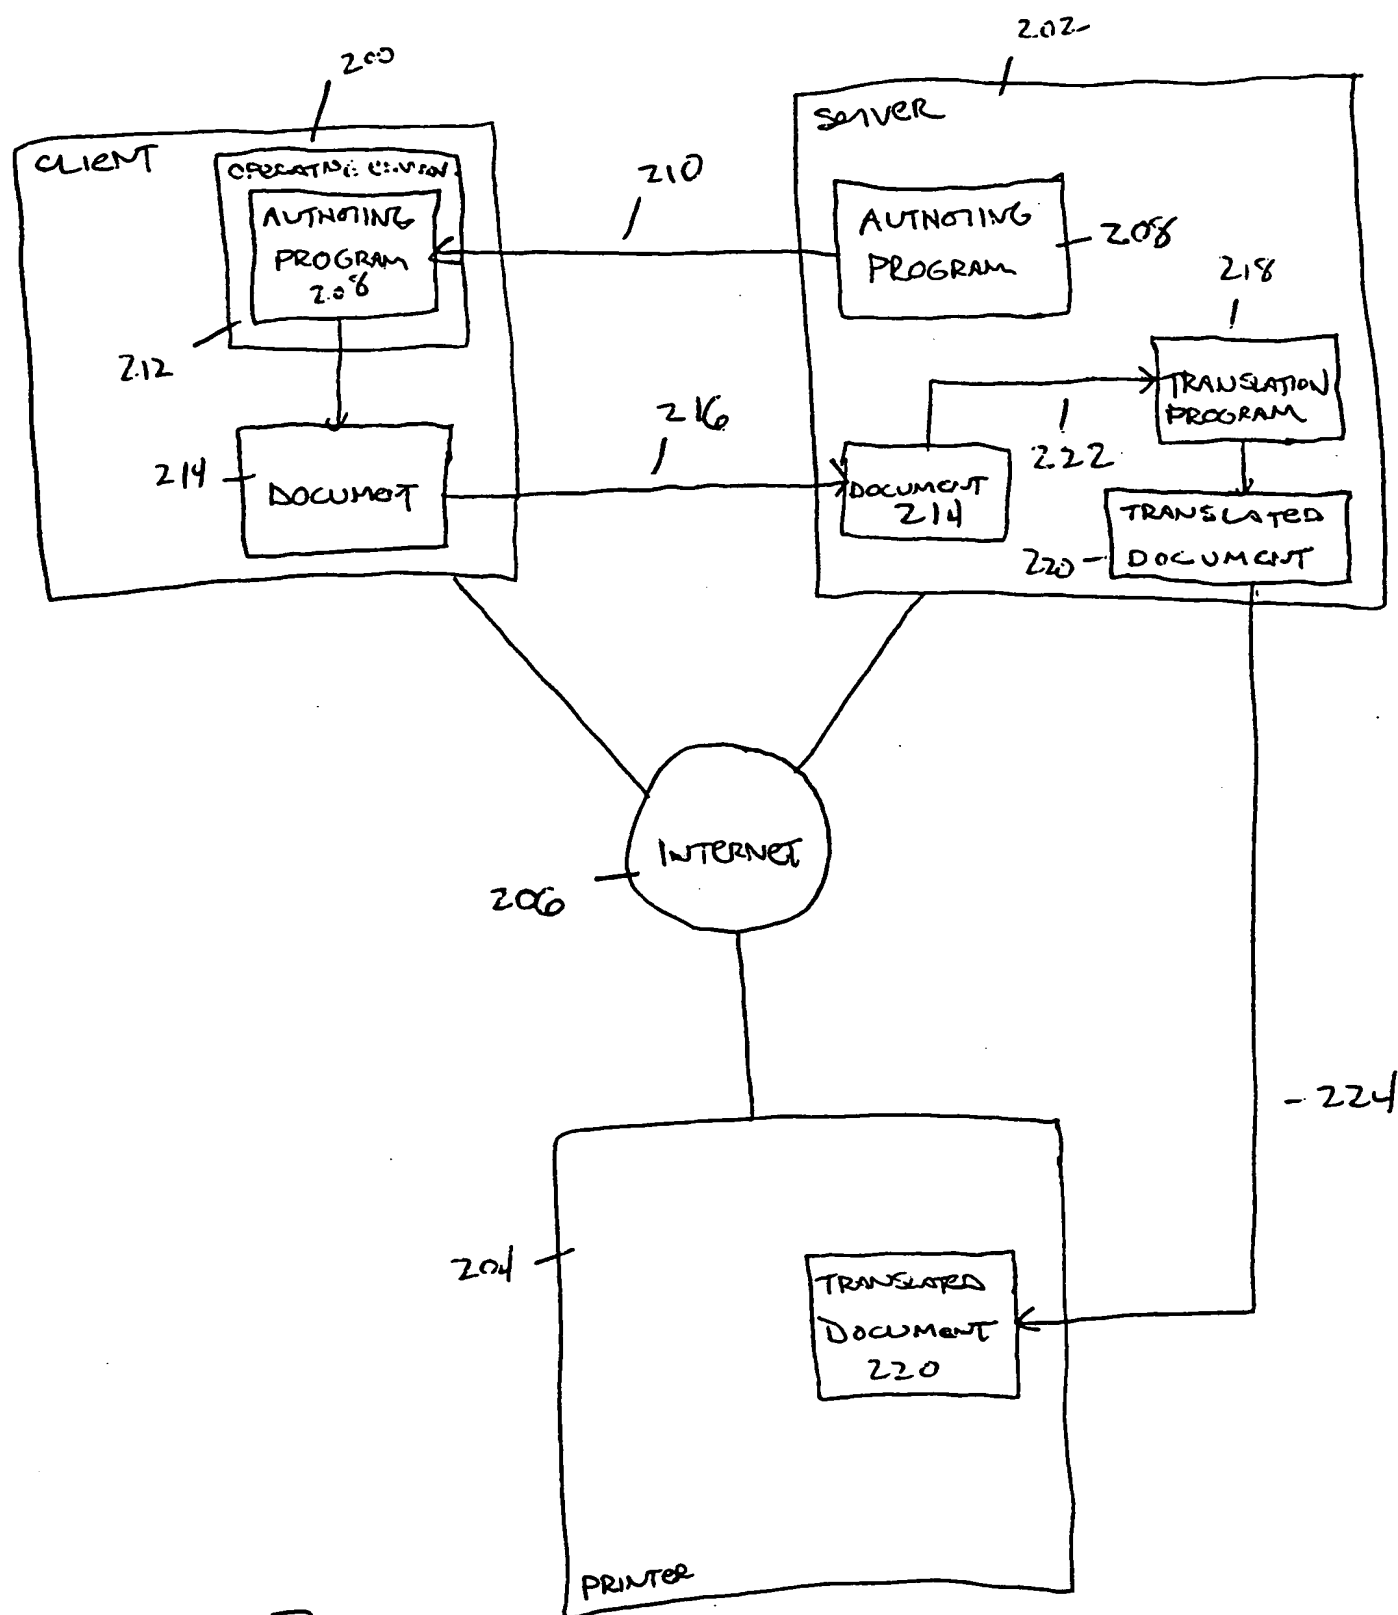 202
200
SERVER
CLIENT
OPERATING
210
AUTHORING
PROGRAM
208
AUTHORING
PROGRAM
208
218
212
TRANSLATION
PROGRAM
216
222
214
DOCUMENT
DOCUMENT
214
TRANSLATED
DOCUMENT
220
INTERNET
206
224
204
TRANSLATED
DOCUMENT
220
PRINTER